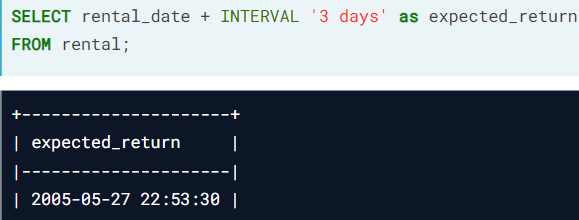 SELECT rental_date + INTERVAL '3 days' as expected_return
FROM rental;
+---------------------+
| expected_return     |
|---------------------|
| 2005-05-27 22:53:30 |